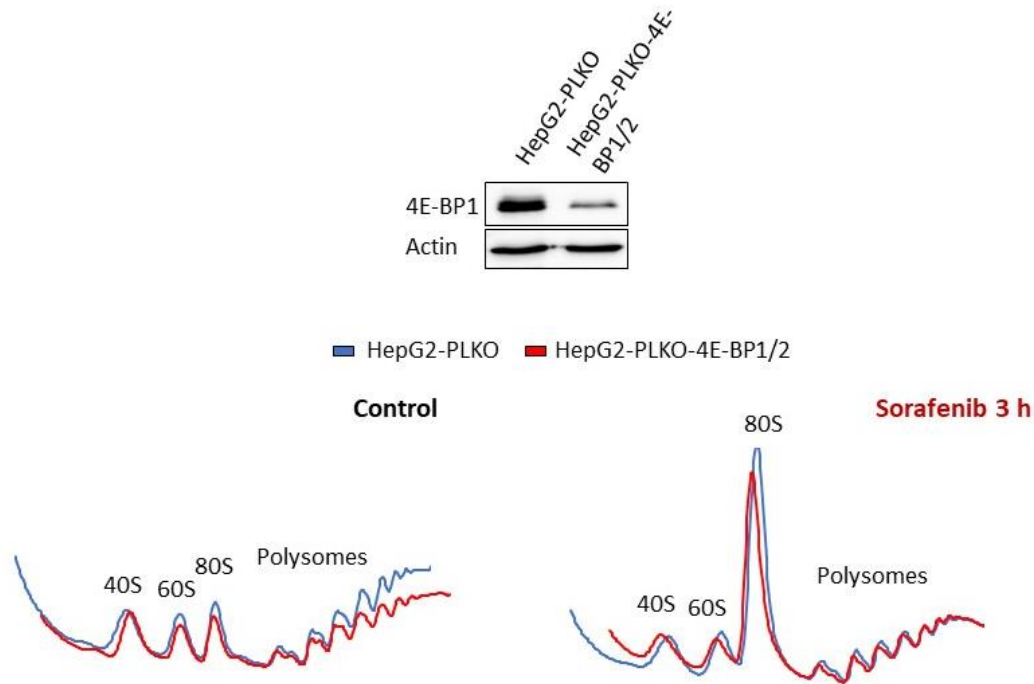 HepG2-PLKO
HepG2-PLKO-4E-
BP1/2
4E-BP1
Actin
HepG2-PLKO
HepG2-PLKO-4E-BP1/2
Control
Sorafenib 3 h
40S
60S
80S
Polysomes
40S
60S
80S
Polysomes